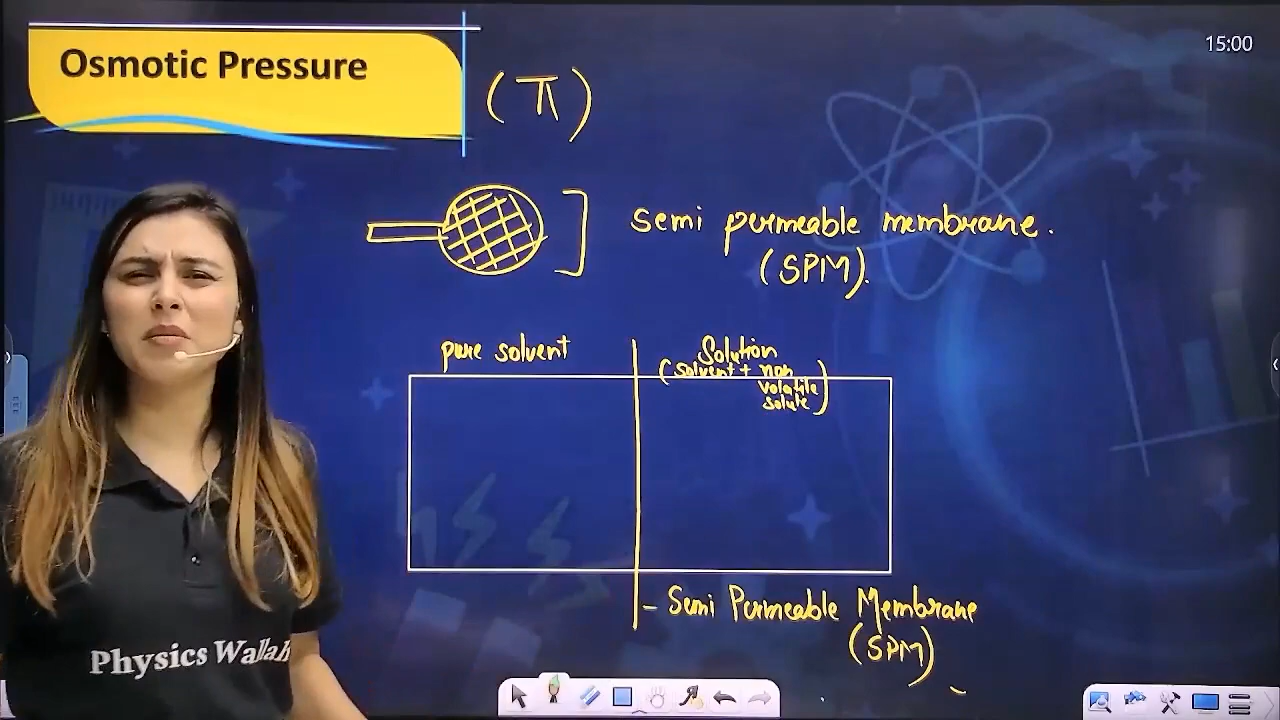 Osmotic Pressure
(π)
15:00
semi permeable membrane.
(SPM).
pure solvent
Solution
(solvent + non
volatile
solute)
- Semi Permeable Membrane
(SPM)
Physics Wallah